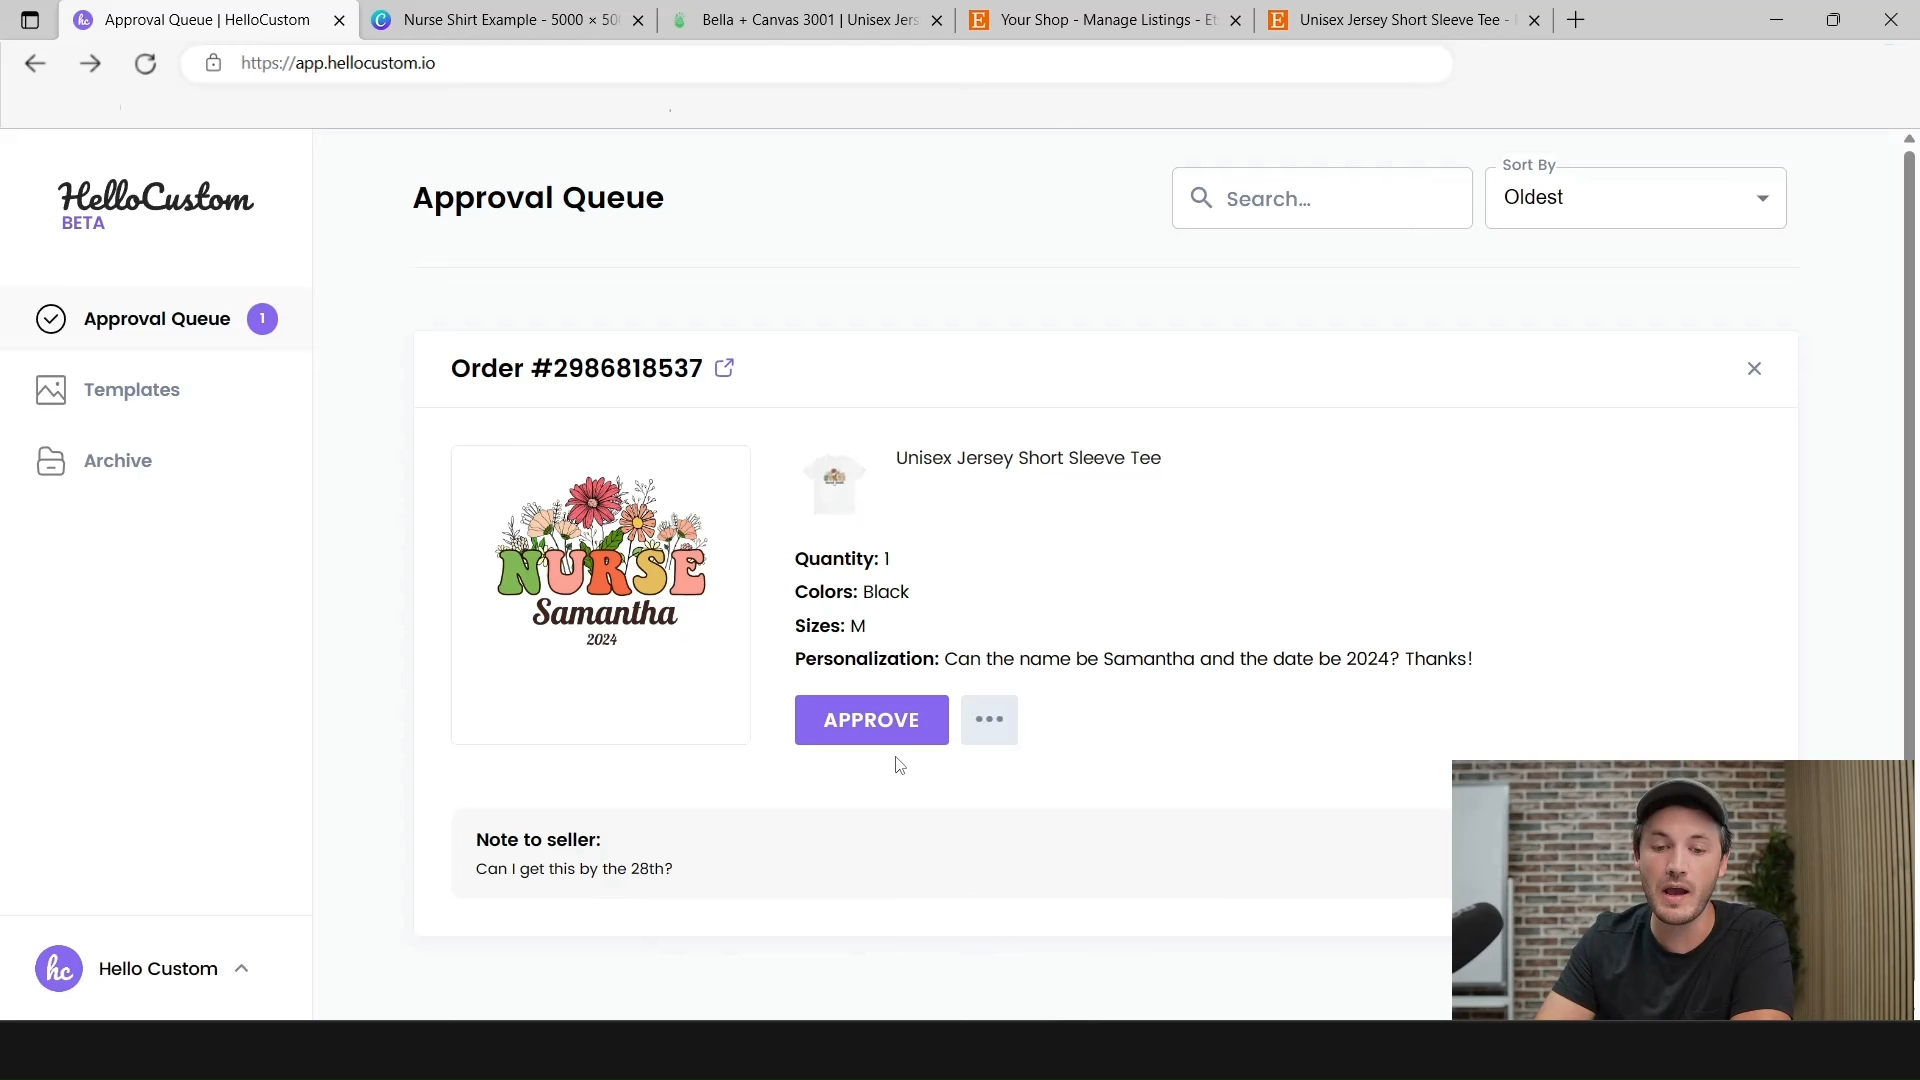 Approval Queue | HelloCustom
Nurse Shirt Example - 5000 × 50
Bella + Canvas 3001 | Unisex Jers
Your Shop - Manage Listings - Et
Unisex Jersey Short Sleeve Tee -
https://app.hellocustom.io
HelloCustom
BETA
Approval Queue 1
Templates
Archive
Hello Custom
hc
Approval Queue
Search...
Sort By
Oldest
Order #2986818537
NURSE
Samantha
2024
Unisex Jersey Short Sleeve Tee
Quantity: 1
Colors: Black
Sizes: M
Personalization: Can the name be Samantha and the date be 2024? Thanks!
APPROVE
Note to seller:
Can I get this by the 28th?